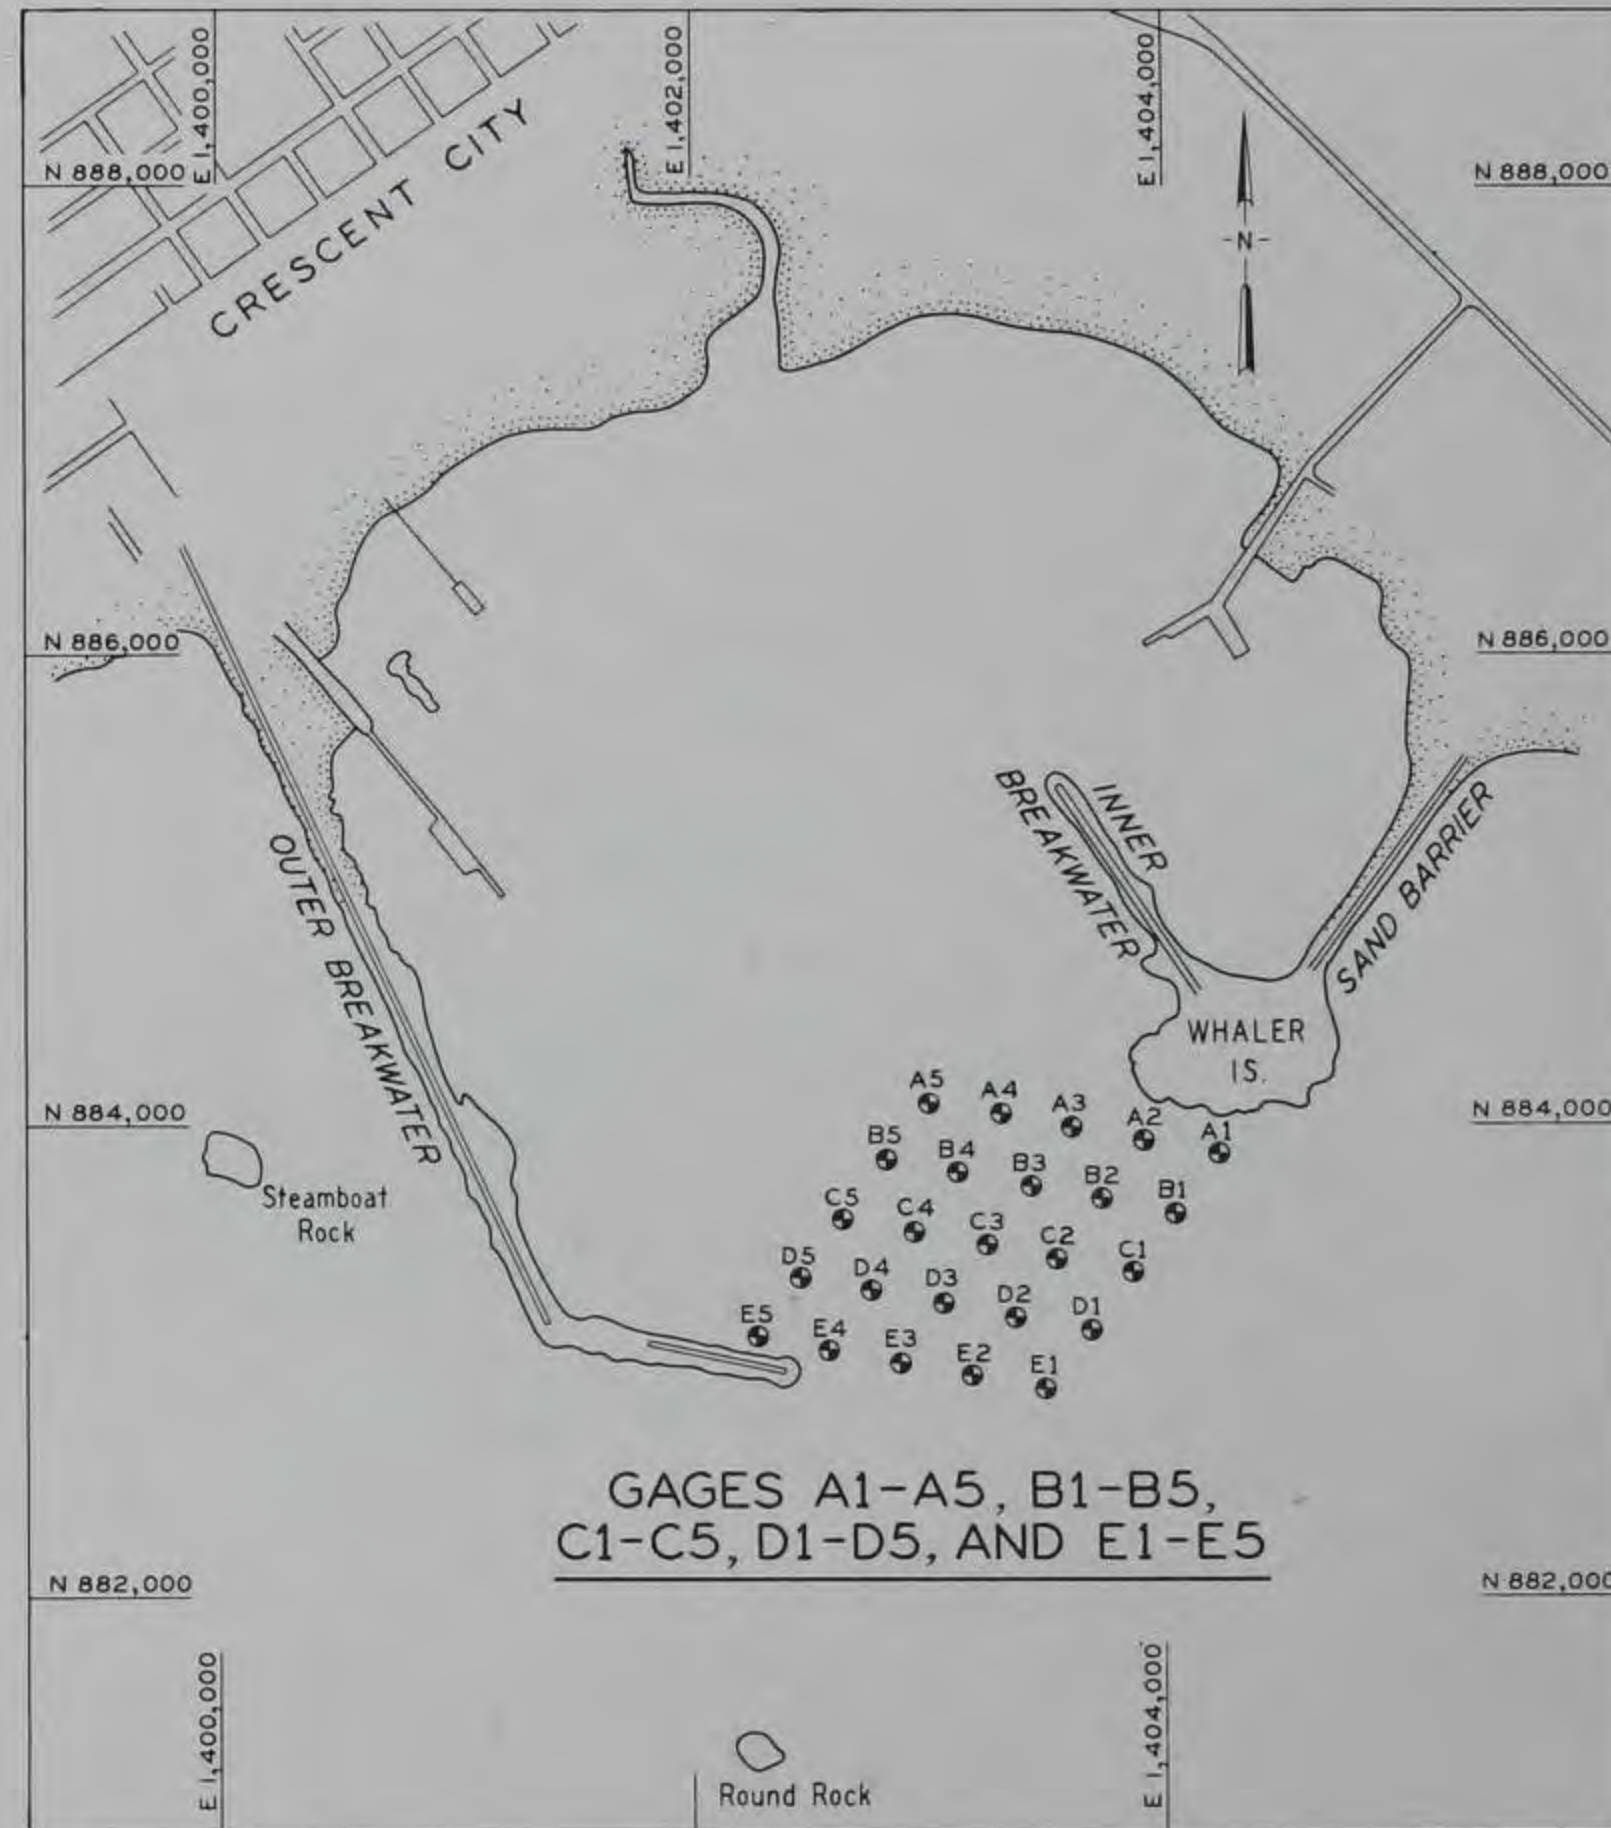 E 1,400,000
E 1,402,000
E 1,404,000
N 888,000
N 888,000
CRESCENT CITY
-N-
N 886,000
N 886,000
INNER
BREAKWATER
OUTER BREAKWATER
SAND BARRIER
WHALER
IS.
N 884,000
N 884,000
A5
A4
A3
A2
A1
B5
B4
B3
B2
B1
Steamboat
Rock
C5
C4
C3
C2
C1
D5
D4
D3
D2
D1
E5
E4
E3
E2
E1
GAGES A1-A5, B1-B5,
C1-C5, D1-D5, AND E1-E5
N 882,000
N 882,000
E 1,400,000
E 1,404,000
Round Rock